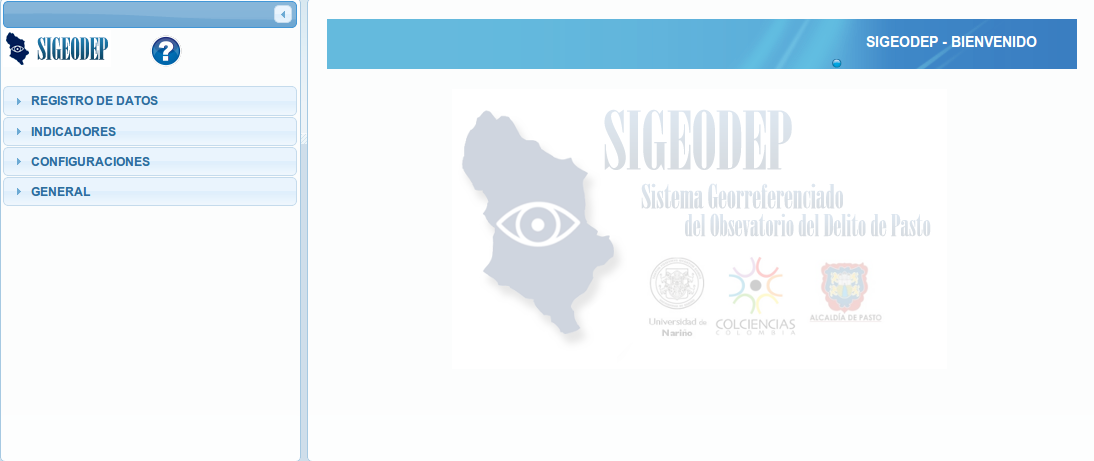 SIGEODEP
?
REGISTRO DE DATOS
INDICADORES
CONFIGURACIONES
GENERAL
SIGEODEP - BIENVENIDO
SIGEODEP
Sistema Georreferenciado
del Obsevatorio del Delito de Pasto
Universidad de
Nariño
COLCIENCIAS
COLOMBIA
ALCALDÍA DE PASTO